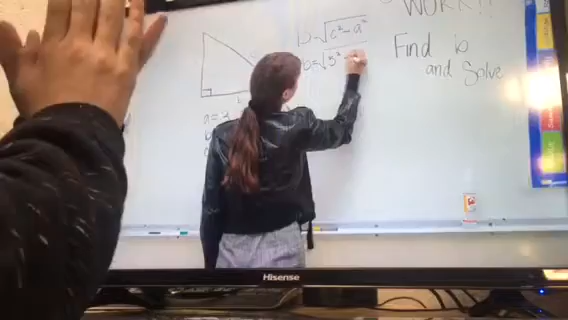 WORK!!
b=√c²-a²
b=√5²-
Find b
and Solve
a=3
b
Hisense